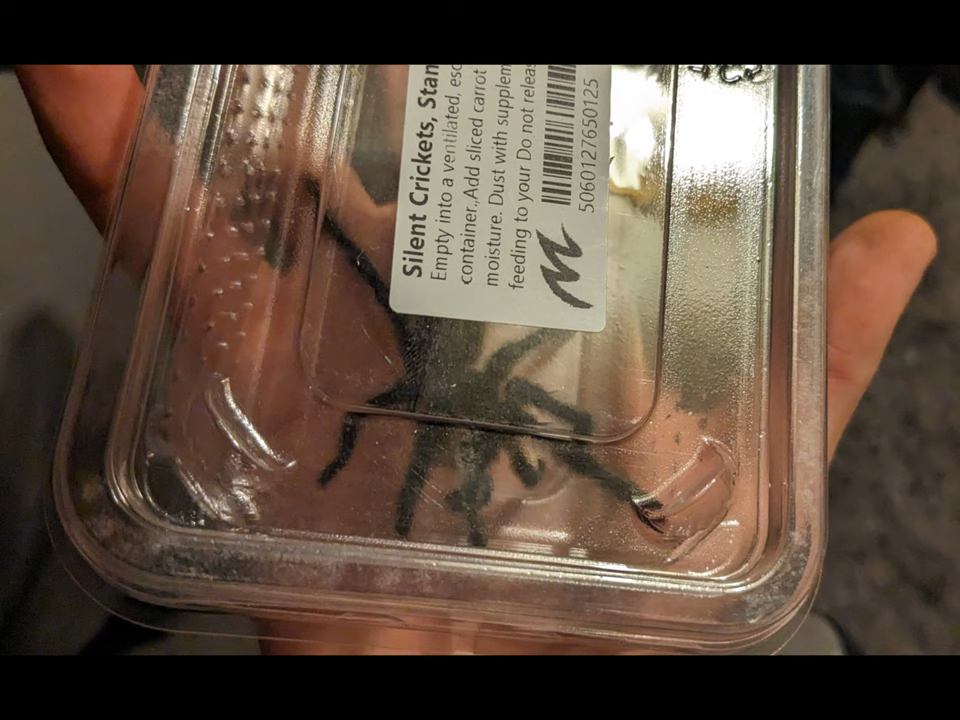 Silent Crickets, Stan
Empty into a ventilated, esc
container.,Add sliced carrot
moisture. Dust with supplem
feeding to your Do not releas
5060127650125
M